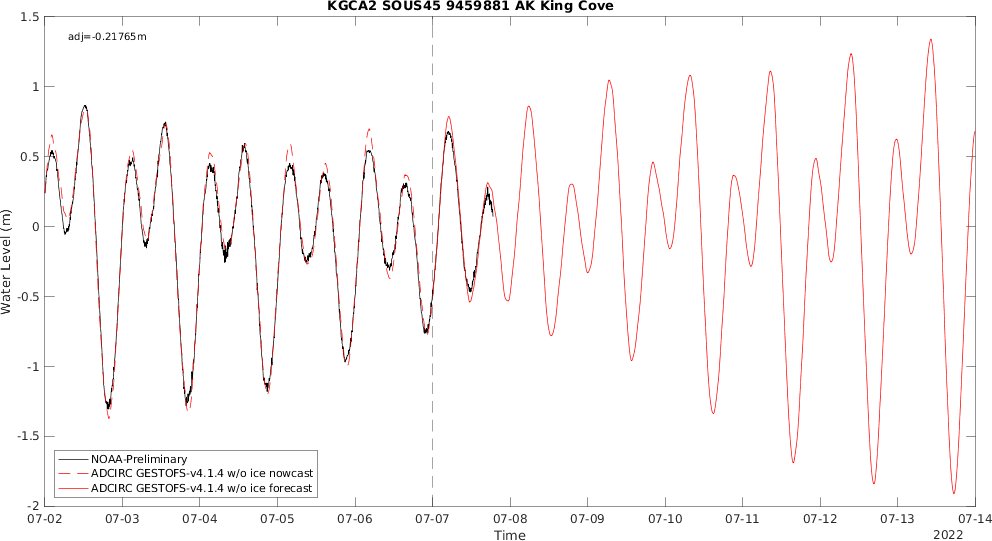 KGCA2 SOUS45 9459881 AK King Cove
adj=-0.21765m
Water Level (m)
1.5
1
0.5
0
-0.5
-1
-1.5
-2
NOAA-Preliminary
ADCIRC GESTOFS-v4.1.4 w/o ice nowcast
ADCIRC GESTOFS-v4.1.4 w/o ice forecast
07-02 07-03 07-04 07-05 07-06 07-07 07-08 07-09 07-10 07-11 07-12 07-13 07-14
Time
2022